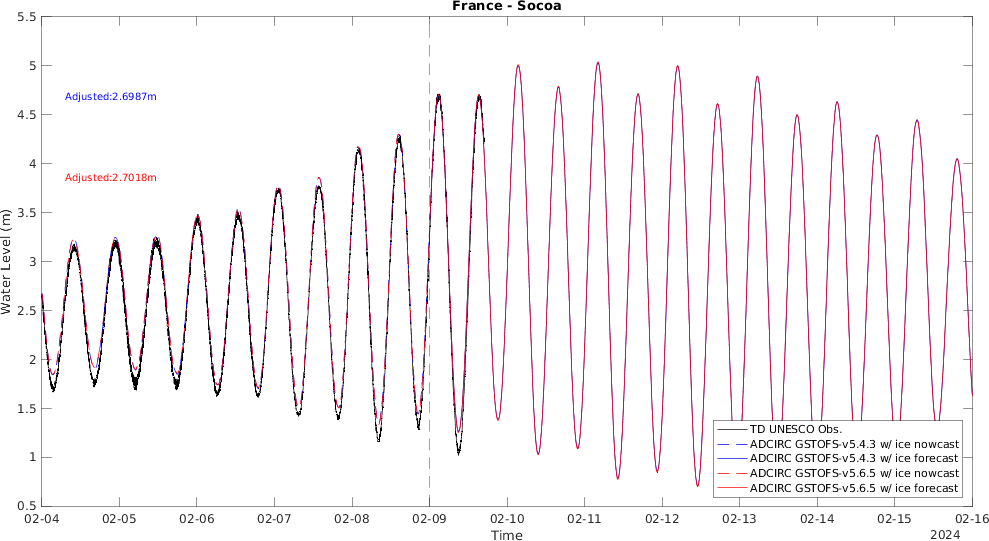 France - Socoa
5.5
5
4.5
4
3.5
3
2.5
2
1.5
1
0.5
Water Level (m)
Adjusted:2.6987m
Adjusted:2.7018m
TD UNESCO Obs.
ADCIRC GSTOFS-v5.4.3 w/ ice nowcast
ADCIRC GSTOFS-v5.4.3 w/ ice forecast
ADCIRC GSTOFS-v5.6.5 w/ ice nowcast
ADCIRC GSTOFS-v5.6.5 w/ ice forecast
02-04 02-05 02-06 02-07 02-08 02-09 02-10 02-11 02-12 02-13 02-14 02-15 02-16
Time
2024